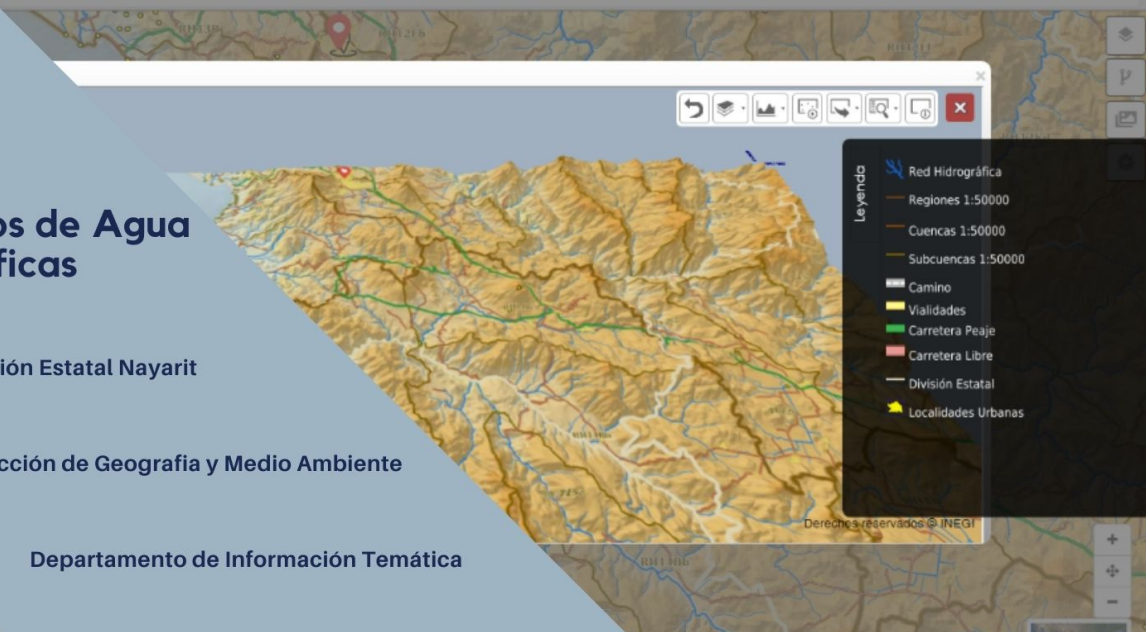 os de Agua
ficas
ión Estatal Nayarit
cción de Geografia y Medio Ambiente
Departamento de Información Temática
Leyenda
Red Hidrográfica
Regiones 1:50000
Cuencas 1:50000
Subcuencas 1:50000
Camino
Vialidades
Carretera Peaje
Carretera Libre
División Estatal
Localidades Urbanas
Derechos reservados © INEGI